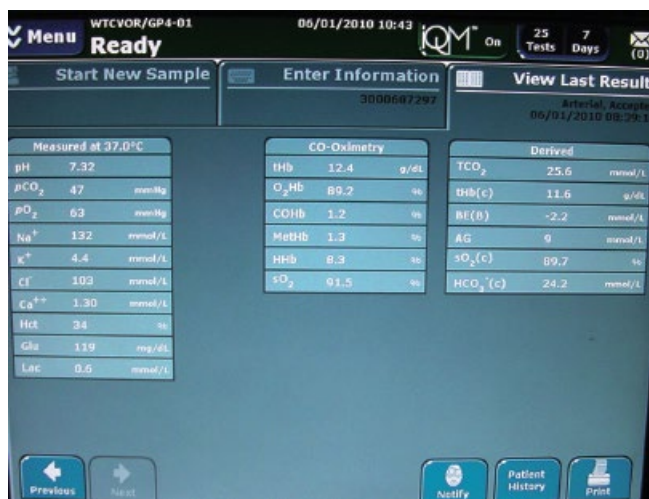 Menu
WTCVOR/GP4-01
Ready
06/01/2010 10:43
iQM™ on
25 Tests
7 Days
(0)
Start New Sample
Enter Information
3000607297
View Last Result
Arterial, Accepte
06/01/2010 08:39:1
Measured at 37.0°C
pH 7.32
pCO2 47 mmHg
pO2 63 mmHg
Na+ 132 mmol/L
K+ 4.4 mmol/L
Cl- 103 mmol/L
Ca++ 1.30 mmol/L
Hct 34 %
Glu 119 mg/dL
Lac 0.6 mmol/L
CO-Oximetry
tHb 12.4 g/dL
O2Hb 89.2 %
COHb 1.2 %
MetHb 1.3 %
HHb 8.3 %
sO2 91.5 %
Derived
TCO2 25.6 mmol/L
tHb(c) 11.6 g/dL
BE(B) -2.2 mmol/L
AG 9 mmol/L
sO2(c) 89.7 %
HCO3-(c) 24.2 mmol/L
Previous
Next
Notify
Patient History
Print